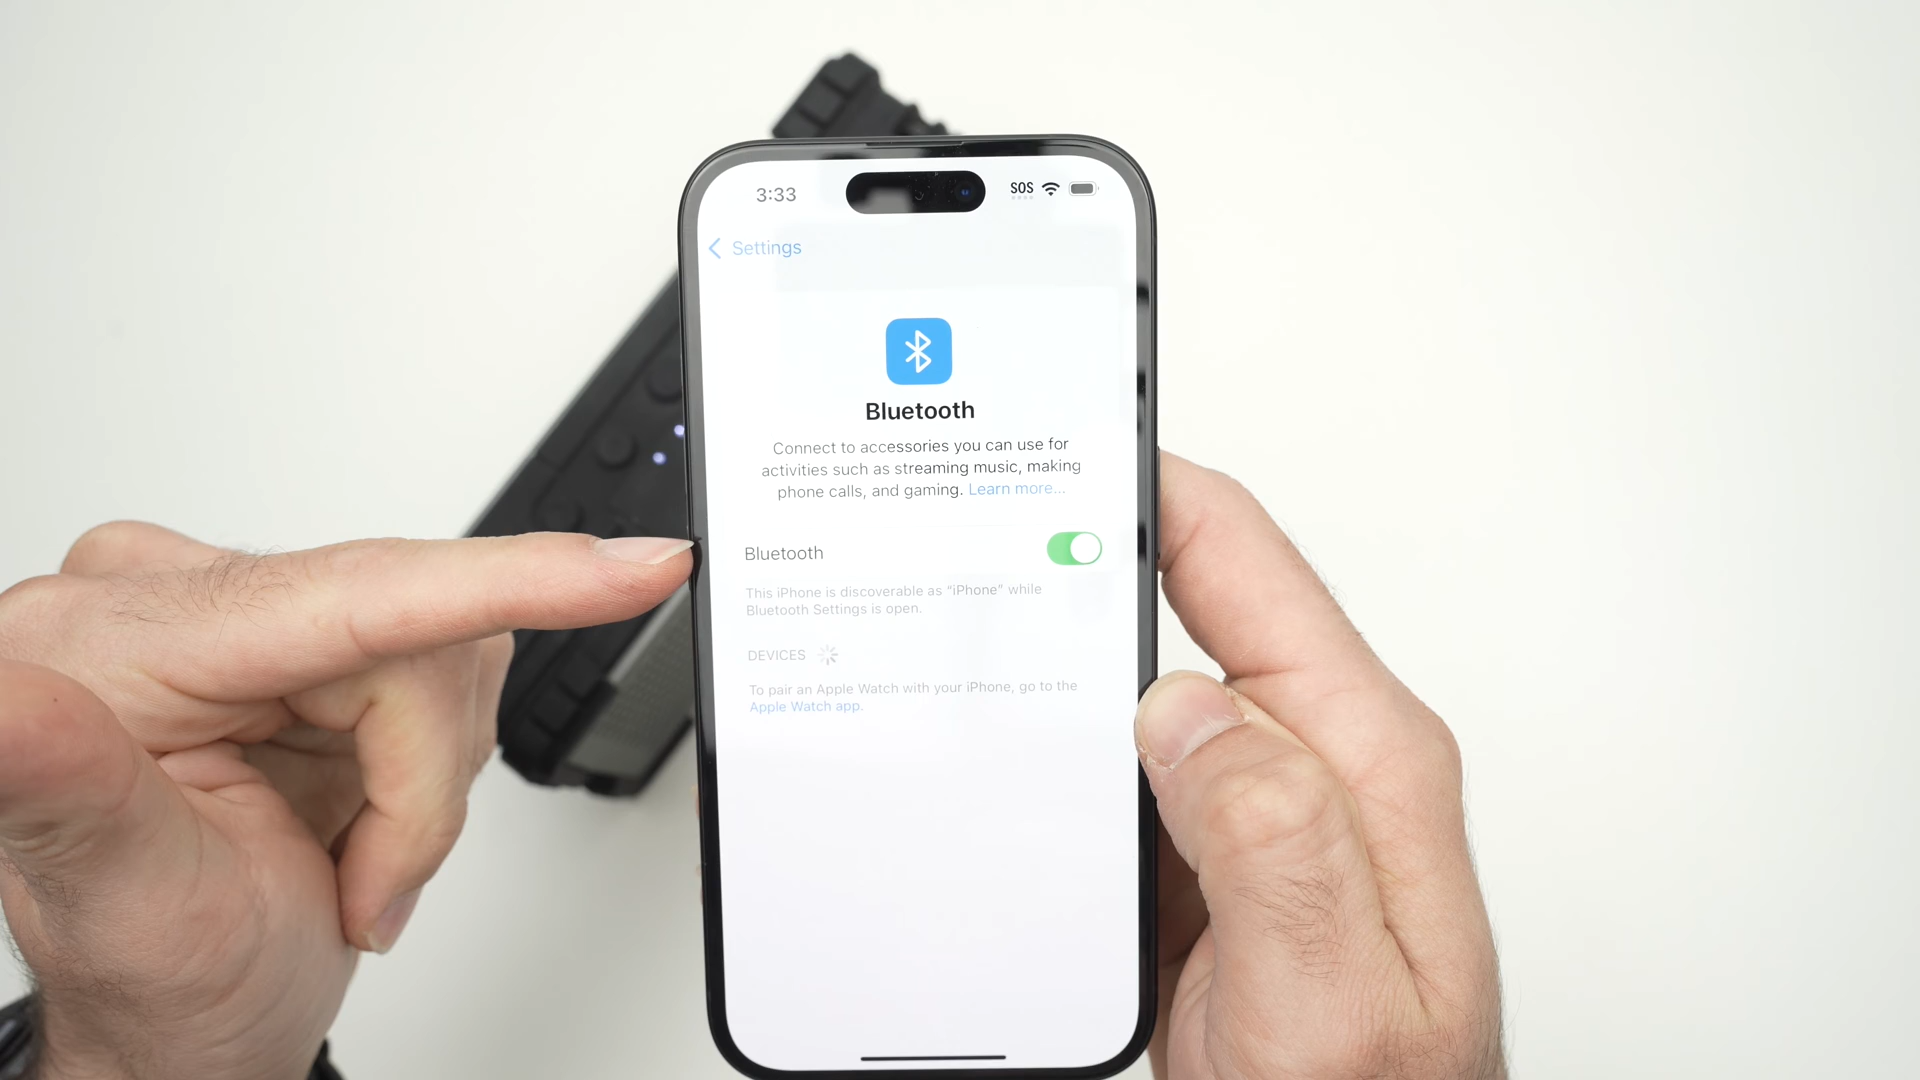 3:33
SOS
Settings
Bluetooth
Connect to accessories you can use for
activities such as streaming music, making
phone calls, and gaming. Learn more...
Bluetooth
This iPhone is discoverable as “iPhone” while
Bluetooth Settings is open.
DEVICES
To pair an Apple Watch with your iPhone, go to the
Apple Watch app.